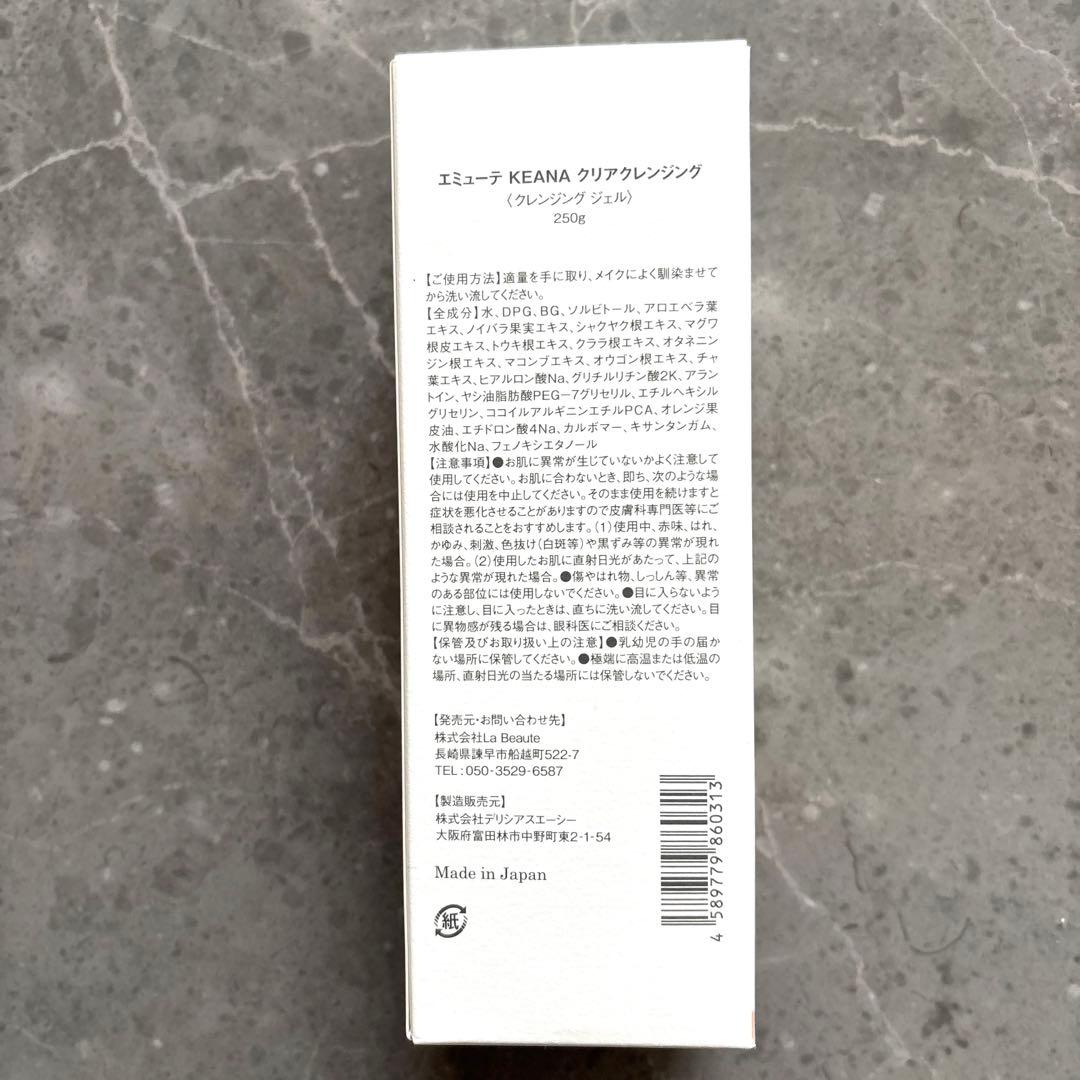 エミューテ KEANA クリアクレンジング
〈クレンジング ジェル〉
250g
【ご使用方法】適量を手に取り、メイクによく馴染ませて
から洗い流してください。
【全成分】水、DPG、BG、ソルビトール、アロエベラ葉
エキス、ノイバラ果実エキス、シャクヤク根エキス、マグワ
根皮エキス、トウキ根エキス、クララ根エキス、オタネニン
ジン根エキス、マコンブエキス、オウゴン根エキス、チャ
葉エキス、ヒアルロン酸Na、グリチルリチン酸2K、アラン
トイン、ヤシ油脂肪酸PEG-7グリセリル、エチルヘキシル
グリセリン、ココイルアルギニンエチルPCA、オレンジ果
皮油、エチドロン酸4Na、カルボマー、キサンタンガム、
水酸化Na、フェノキシエタノール
【注意事項】●お肌に異常が生じていないかよく注意して
使用してください。お肌に合わないとき、即ち、次のような場
合には使用を中止してください。そのまま使用を続けますと
症状を悪化させることがありますので皮膚科専門医等にご
相談されることをおすすめします。(1)使用中、赤味、はれ、
かゆみ、刺激、色抜け(白斑等)や黒ずみ等の異常が現れ
た場合。(2)使用したお肌に直射日光があたって、上記の
ような異常が現れた場合。●傷やはれ物、しっしん等、異常
のある部位には使用しないでください。●目に入らないよう
に注意し、目に入ったときは、直ちに洗い流してください。目
に異物感が残る場合は、眼科医にご相談ください。
【保管及びお取り扱い上の注意】●乳幼児の手の届か
ない場所に保管してください。●極端に高温または低温の
場所、直射日光の当たる場所には保管しないでください。
【発売元・お問い合わせ先】
株式会社La Beaute
長崎県諫早市船越町522-7
TEL:050-3529-6587
【製造販売元】
株式会社デリシアスエーシー
大阪府富田林市中野町東2-1-54
Made in Japan
紙
4 589779 860313